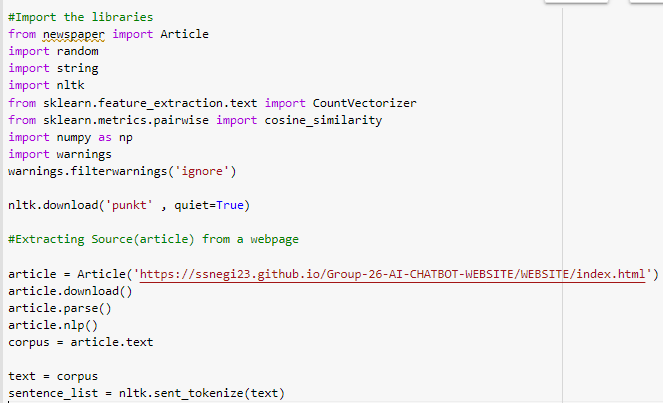 #Import the libraries
from newspaper import Article
import random
import string
import nltk
from sklearn.feature_extraction.text import CountVectorizer
from sklearn.metrics.pairwise import cosine_similarity
import numpy as np
import warnings
warnings.filterwarnings('ignore')
nltk.download('punkt' , quiet=True)
#Extracting Source(article) from a webpage
article = Article('https://ssnegi23.github.io/Group-26-AI-CHATBOT-WEBSITE/WEBSITE/index.html')
article.download()
article.parse()
article.nlp()
corpus = article.text
text = corpus
sentence_list = nltk.sent_tokenize(text)